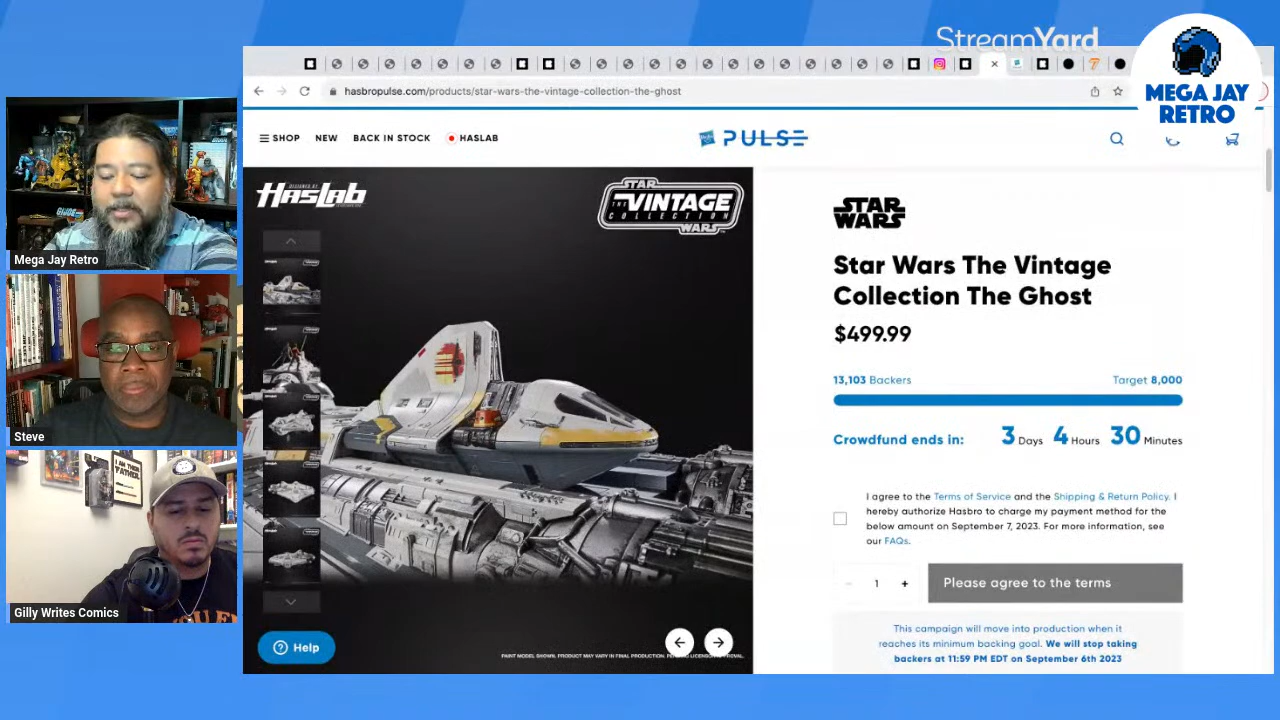 StreamYard
MEGA JAY
RETRO
hasbropulse.com/products/star-wars-the-vintage-collection-the-ghost
SHOP
NEW
BACK IN STOCK
HASLAB
PULSE
HASLAB
STAR
THE VINTAGE
COLLECTION
WARS
STAR
WARS
Star Wars The Vintage
Collection The Ghost
$499.99
13,103 Backers
Target 8,000
Crowdfund ends in:
3 Days 4 Hours 30 Minutes
I agree to the Terms of Service and the Shipping & Return Policy. I
hereby authorize Hasbro to charge my payment method for the
below amount on September 7, 2023. For more information, see
our FAQs.
1
+
Please agree to the terms
This campaign will move into production when it
reaches its minimum backing goal. We will stop taking
backers at 11:59 PM EDT on September 6th 2023
Help
Mega Jay Retro
Steve
I AM THEIR
FATHER.
Gilly Writes Comics